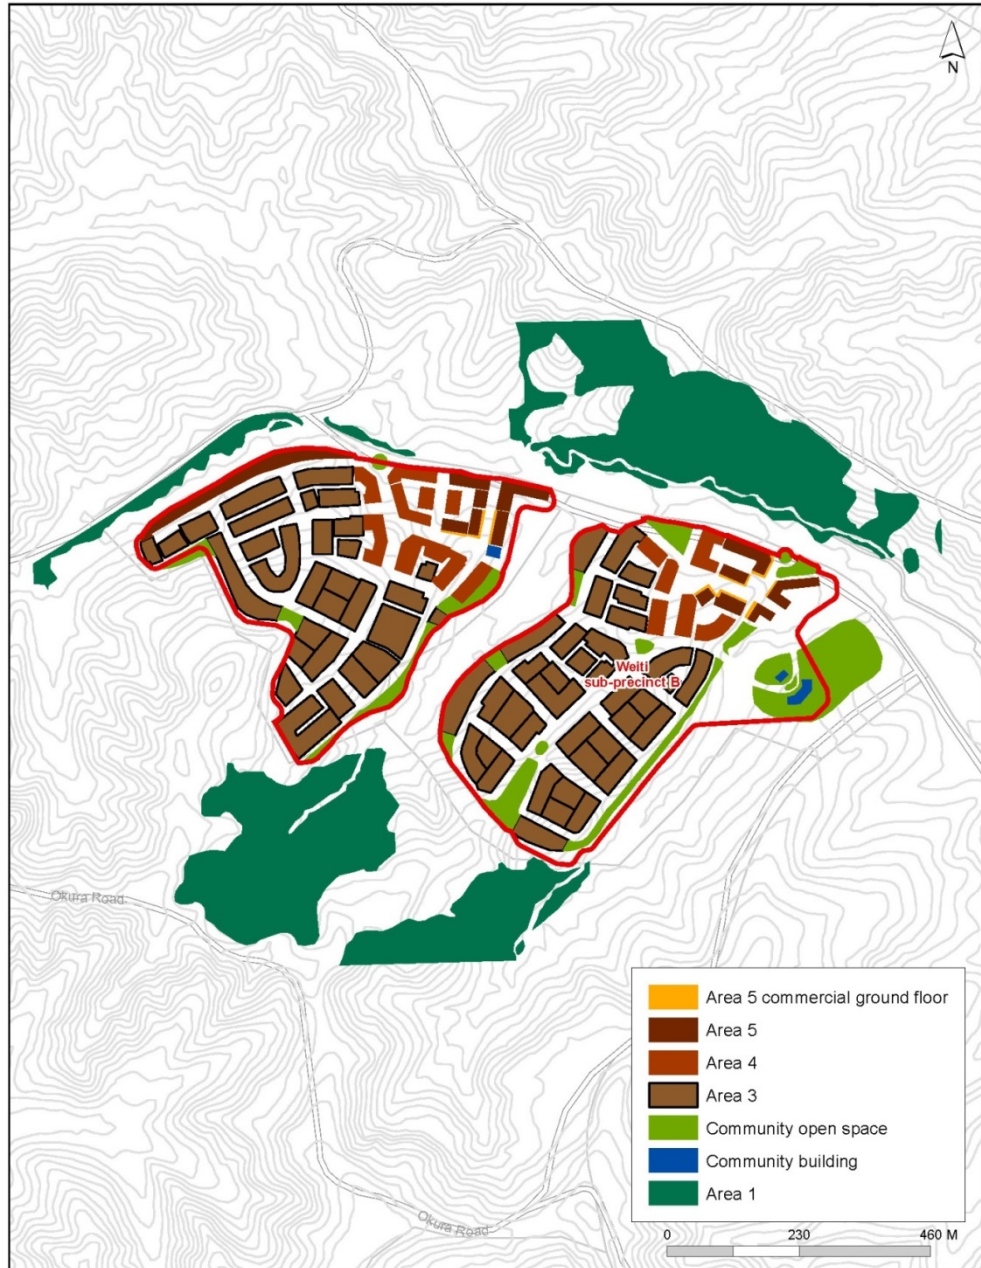 N
Okura Road
Weiti
sub-precinct B
Okura Road
Area 5 commercial ground floor
Area 5
Area 4
Area 3
Community open space
Community building
Area 1
0 230 460 M